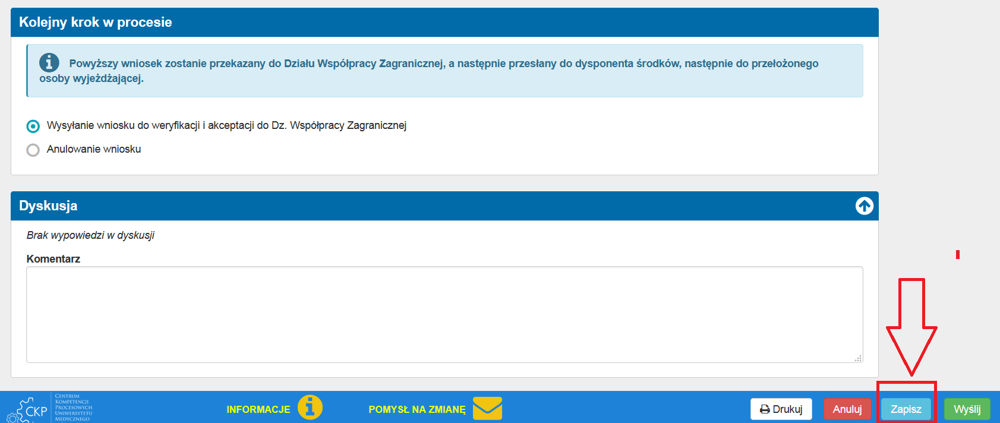 Kolejny krok w procesie
Powyższy wniosek zostanie przekazany do Działu Współpracy Zagranicznej, a następnie przesłany do dysponenta środków, następnie do przełożonego
osoby wyjeżdżającej.
Wysyłanie wniosku do weryfikacji i akceptacji do Dz. Współpracy Zagranicznej
Anulowanie wniosku
Dyskusja
Brak wypowiedzi w dyskusji
Komentarz
CKP
CENTRUM
KOMPETENCJI
PROCESOWYCH
UNIWERSYTETU
MEDYCZNEGO
INFORMACJE
POMYSŁ NA ZMIANĘ
Drukuj
Anuluj
Zapisz
Wyślij